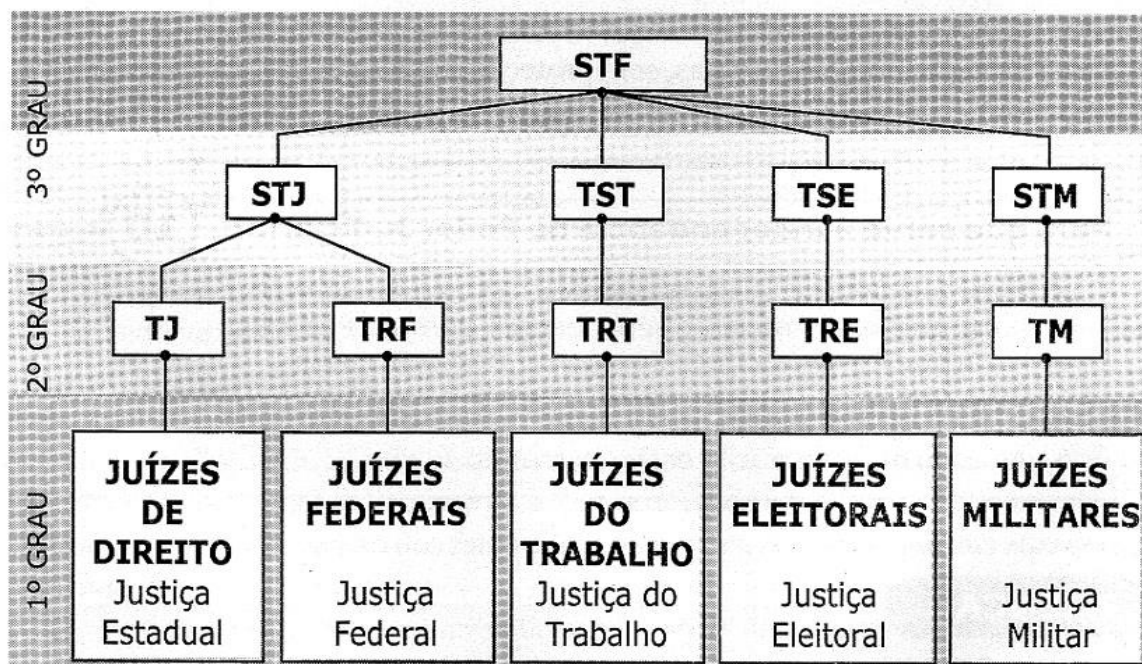 STF
3º GRAU
STJ
TST
TSE
STM
2º GRAU
TJ
TRF
TRT
TRE
TM
1º GRAU
JUÍZES
DE
DIREITO
Justiça
Estadual
JUÍZES
FEDERAIS
Justiça
Federal
JUÍZES
DO
TRABALHO
Justiça do
Trabalho
JUÍZES
ELEITORAIS
Justiça
Eleitoral
JUÍZES
MILITARES
Justiça
Militar